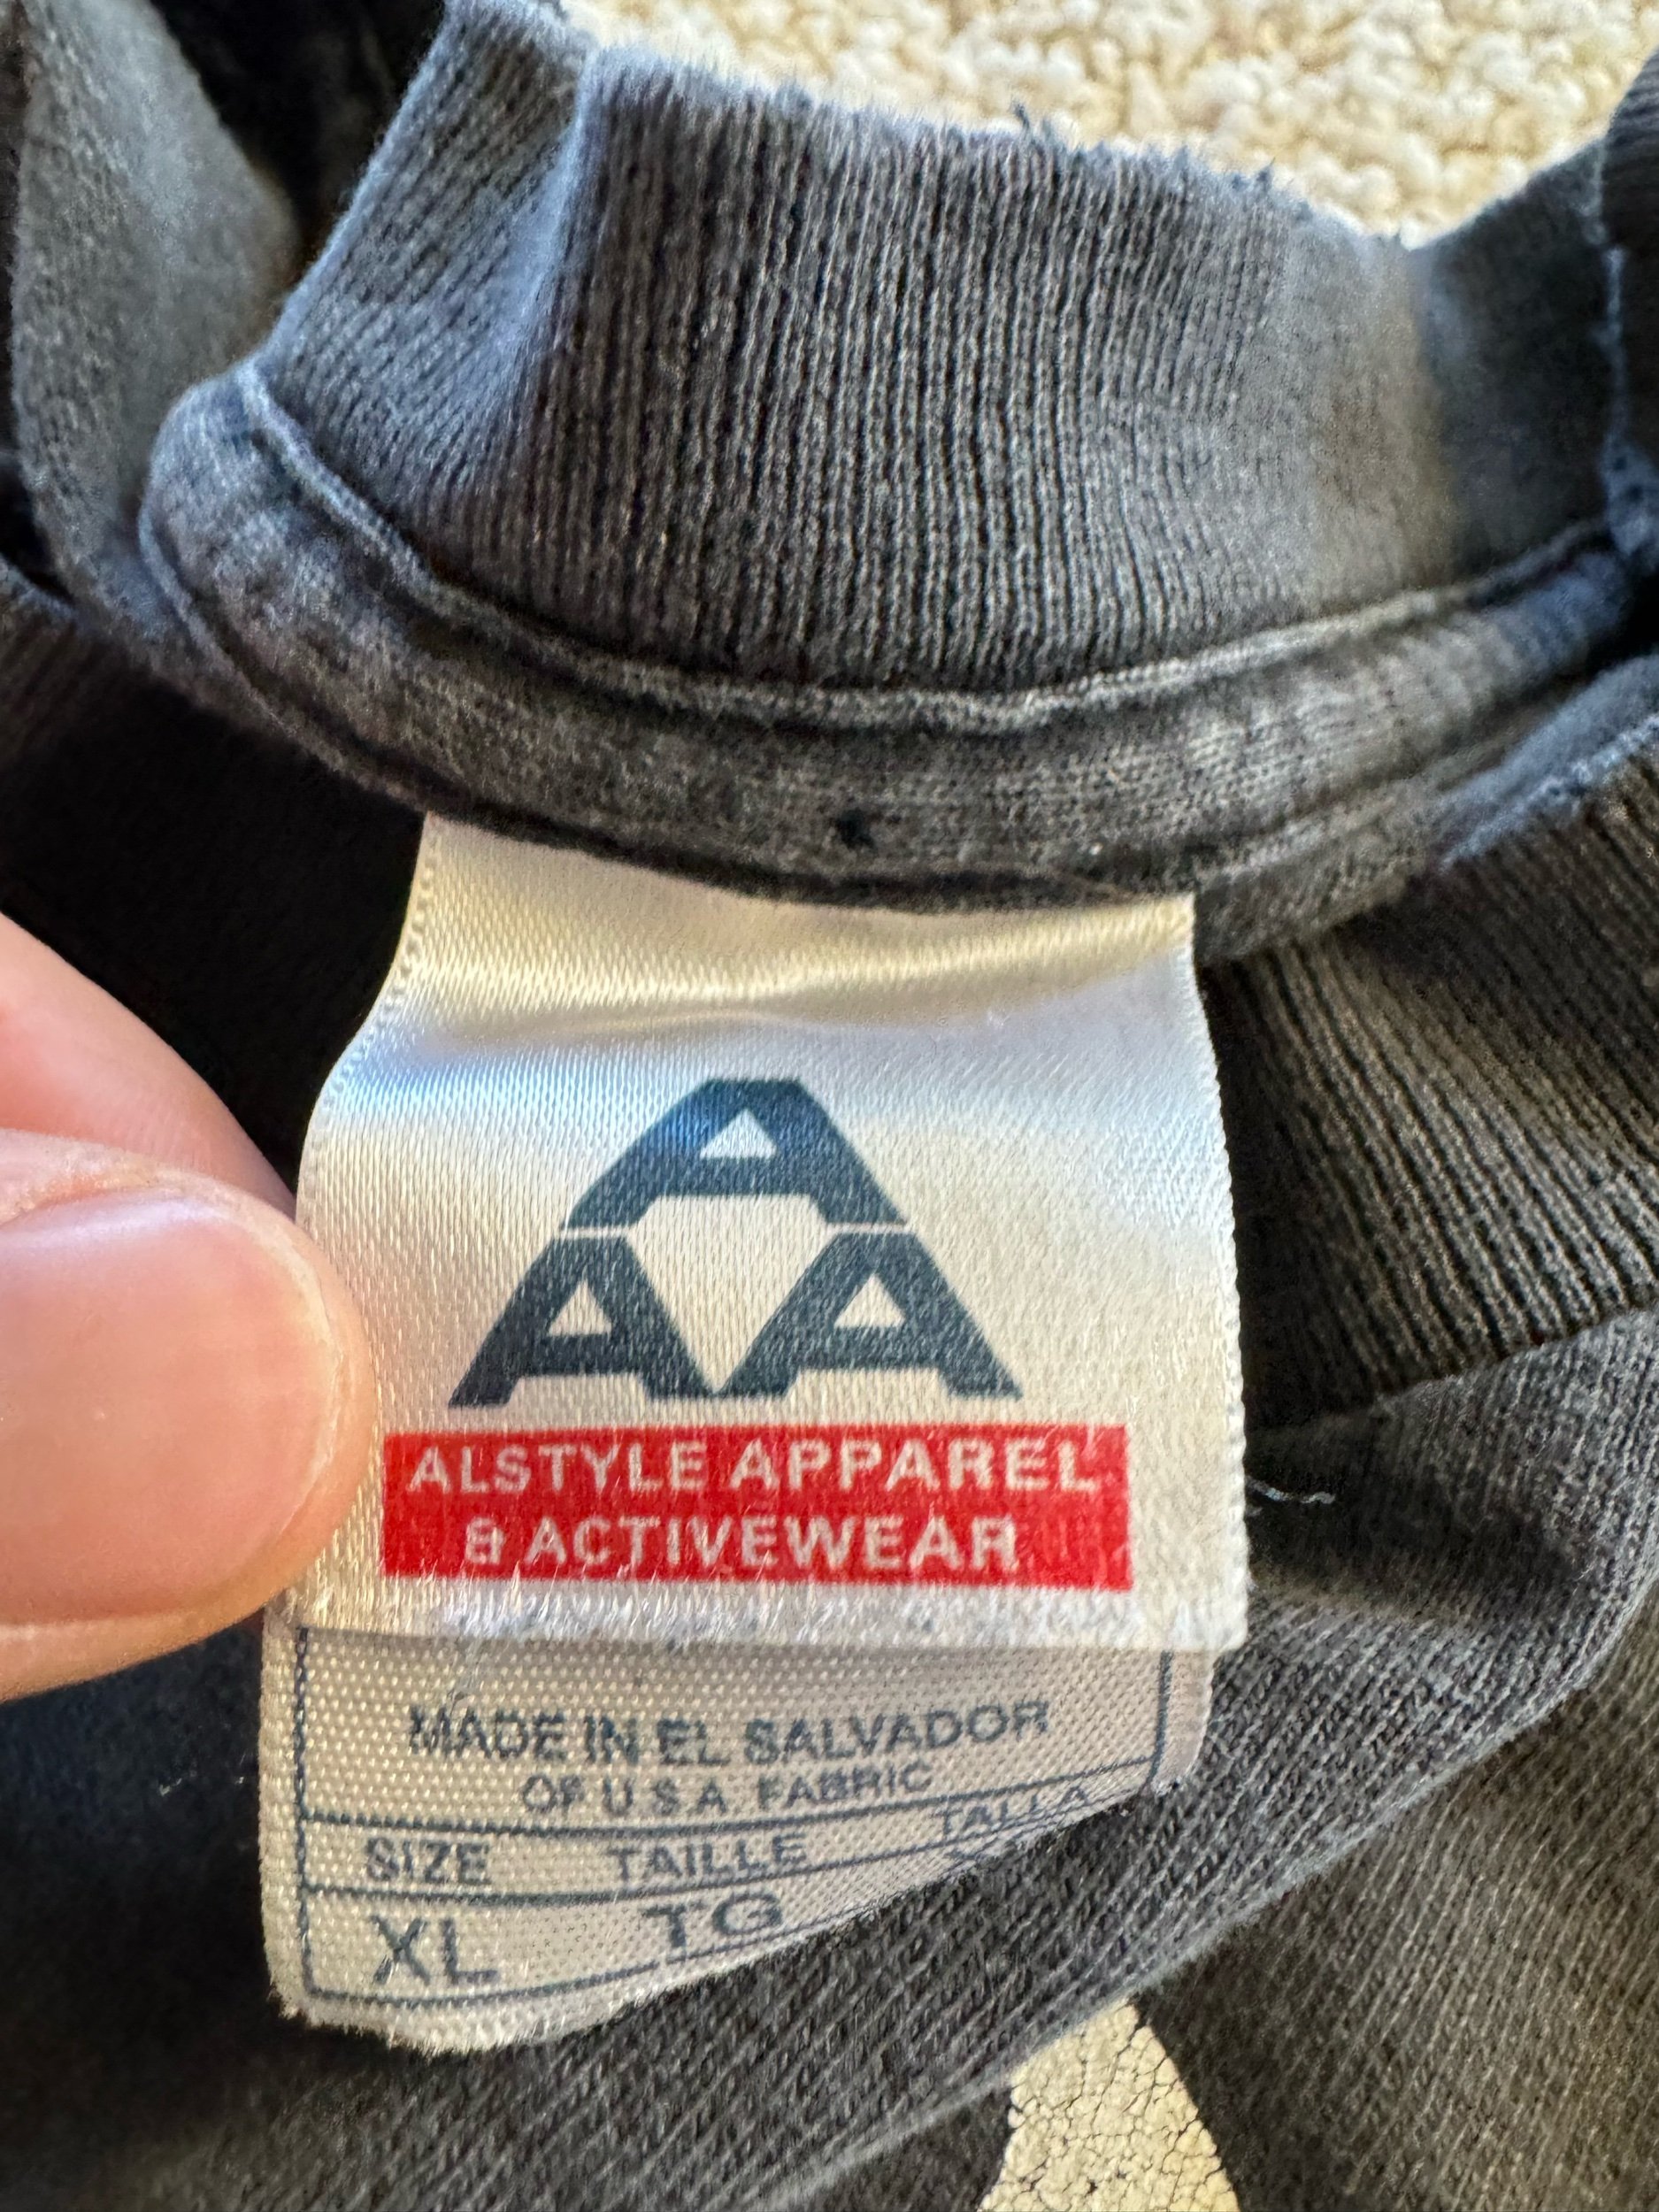 AAA
ALSTYLE APPAREL
& ACTIVEWEAR
MADE IN EL SALVADOR
OF U.S.A. FABRIC
SIZE TAILLE TALLA
XL TG